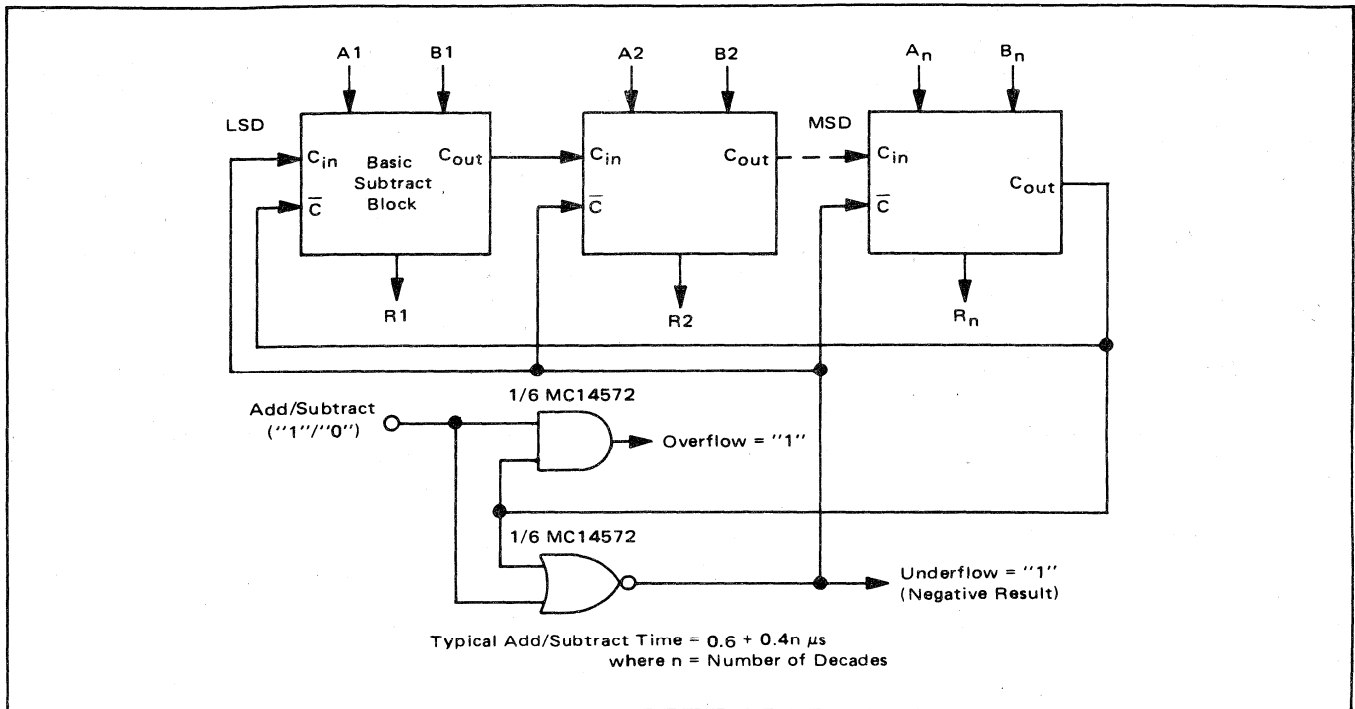 A1 B1 A2 B2 An Bn
LSD MSD
Cin Basic Subtract Block Cout Cin Cout Cin
C̅ C̅ C̅ Cout
R1 R2 Rn
1/6 MC14572
Add/Subtract
("1"/"0")
Overflow = "1"
1/6 MC14572
Underflow = "1"
(Negative Result)
Typical Add/Subtract Time = 0.6 + 0.4n μs
where n = Number of Decades